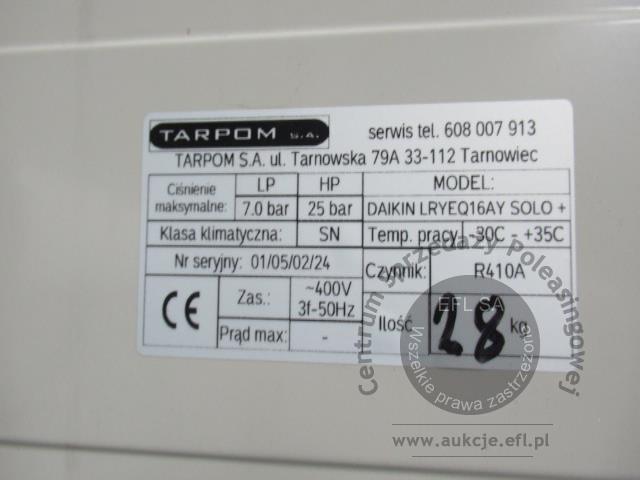 TARPOM S.A. serwis tel. 608 007 913
TARPOM S.A. ul. Tarnowska 79A 33-112 Tarnowiec
Ciśnienie maksymalne: LP HP MODEL:
7.0 bar 25 bar DAIKIN LRYEQ16AY SOLO +
Klasa klimatyczna: SN Temp. pracy -30C - +35C
Nr seryjny: 01/05/02/24 Czynnik: R410A
CE Zas.: ~400V 3f-50Hz Ilość 28 kg
Prąd max: -
Centrum sprzedaży Poleasingowej
EFL SA
Wszelkie prawa zastrzeżone
www.aukcje.efl.pl